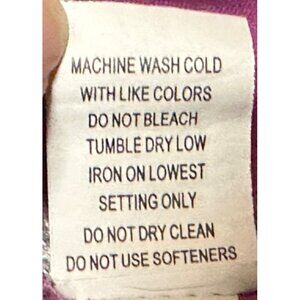 MACHINE WASH COLD
WITH LIKE COLORS
DO NOT BLEACH
TUMBLE DRY LOW
IRON ON LOWEST
SETTING ONLY
DO NOT DRY CLEAN
DO NOT USE SOFTENERS